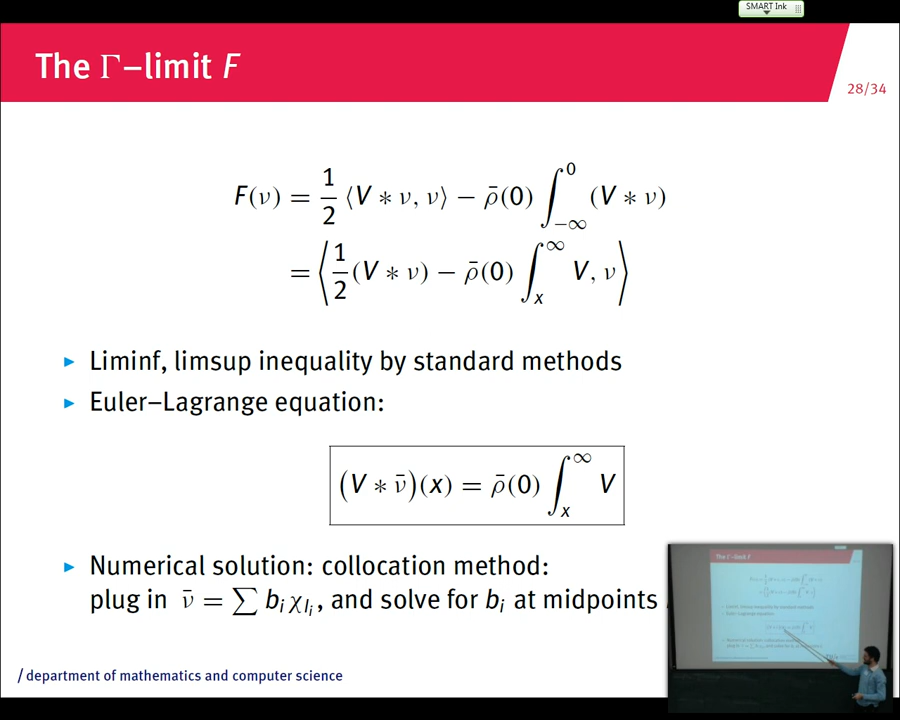 SMART Ink
The Γ–limit F
28/34
F(ν) = 1/2 ⟨V ∗ ν, ν⟩ − ρ̄(0) ∫_{−∞}^{0} (V ∗ ν)
= ⟨1/2 (V ∗ ν) − ρ̄(0) ∫_{x}^{∞} V, ν⟩
▸ Liminf, limsup inequality by standard methods
▸ Euler–Lagrange equation:
(V ∗ ν̄)(x) = ρ̄(0) ∫_{x}^{∞} V
▸ Numerical solution: collocation method:
plug in ν̄ = ∑ b_i χ_{I_i}, and solve for b_i at midpoints
/ department of mathematics and computer science